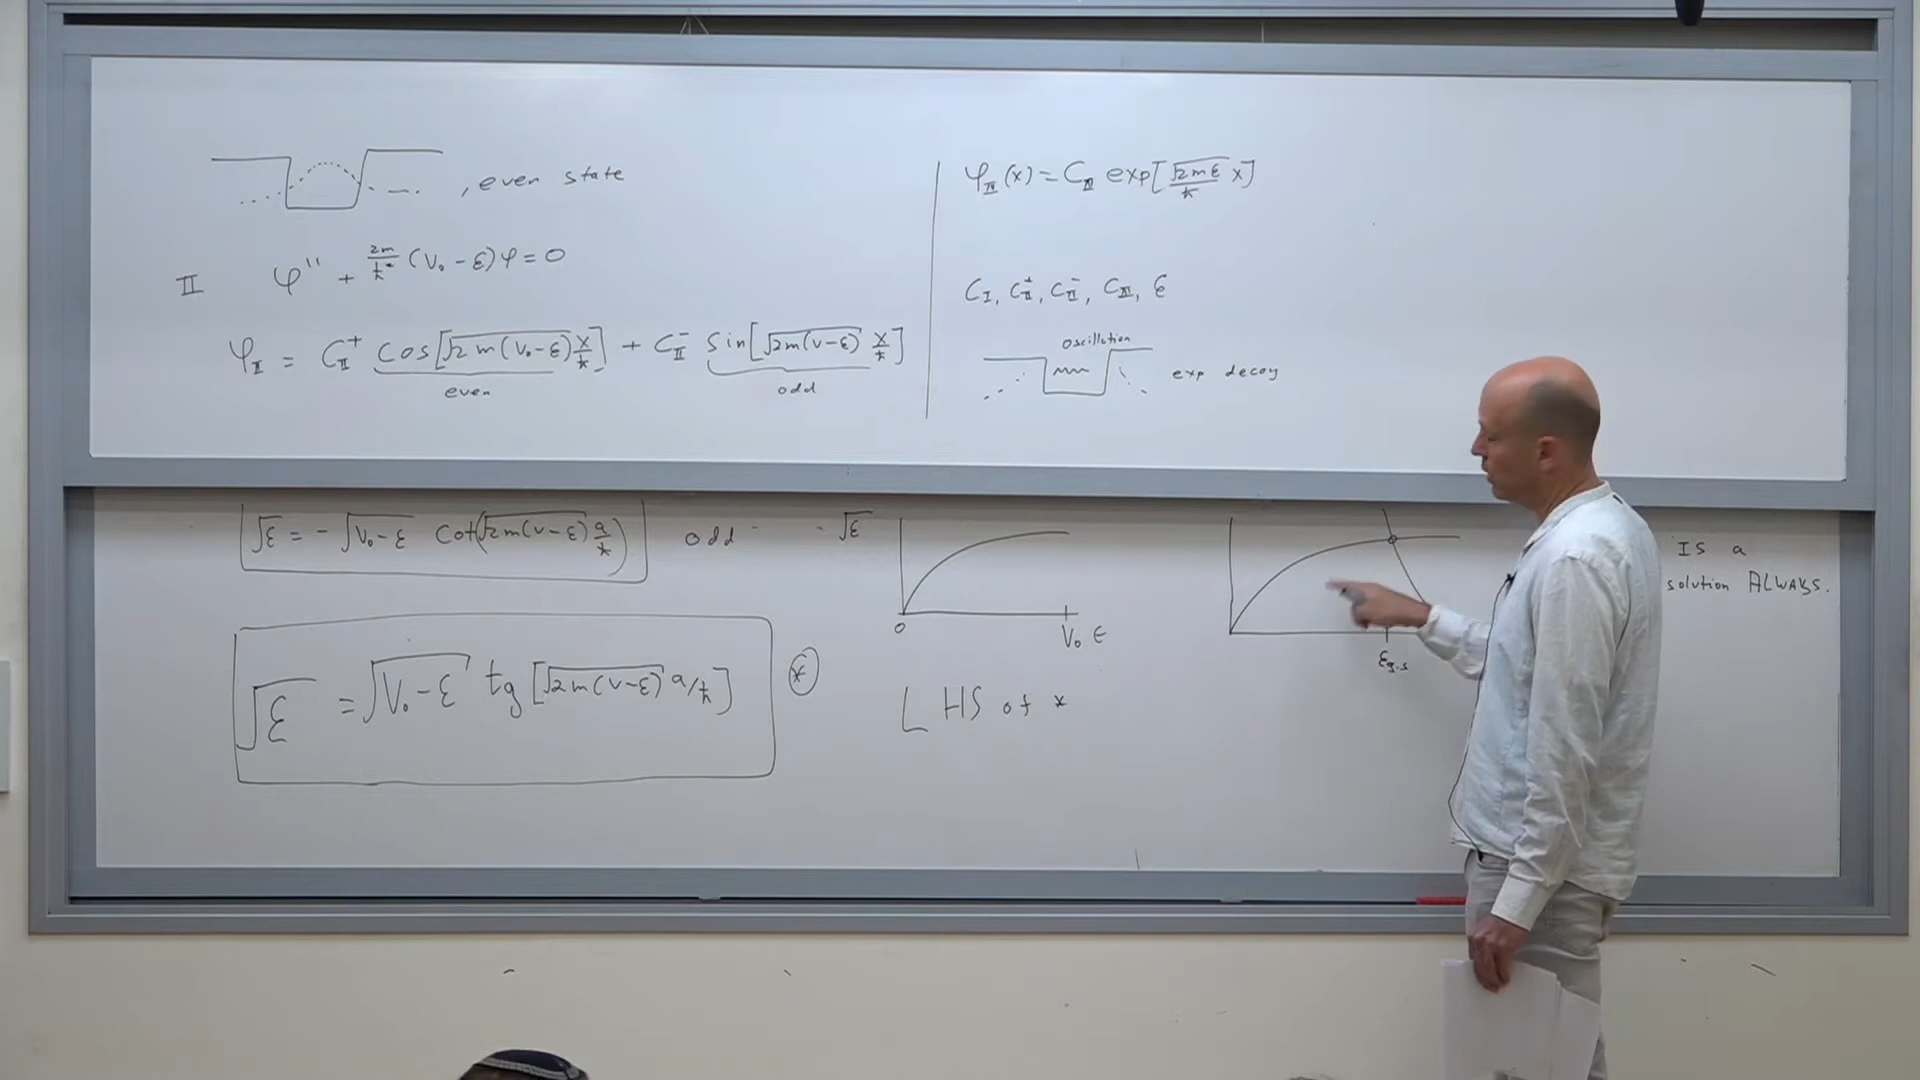 , even state
II φ'' + 2m/ħ² (V₀ - ε)φ = 0
φ_II = C_II⁺ cos[√2m(V₀-ε) x/ħ] + C_II⁻ sin[√2m(V-ε) x/ħ]
even
odd
φ_III(x) = C_III exp[√2mε/ħ x]
C_I, C_II⁺, C_II⁻, C_III, ε
oscillation
exp decay
√ε = -√V₀-ε cot(√2m(V-ε) a/ħ) odd
√ε = √V₀-ε tg[√2m(V-ε) a/ħ] *
√ε
0
V₀ ε
LHS of *
ε_g.s
IS a
solution ALWAYS.